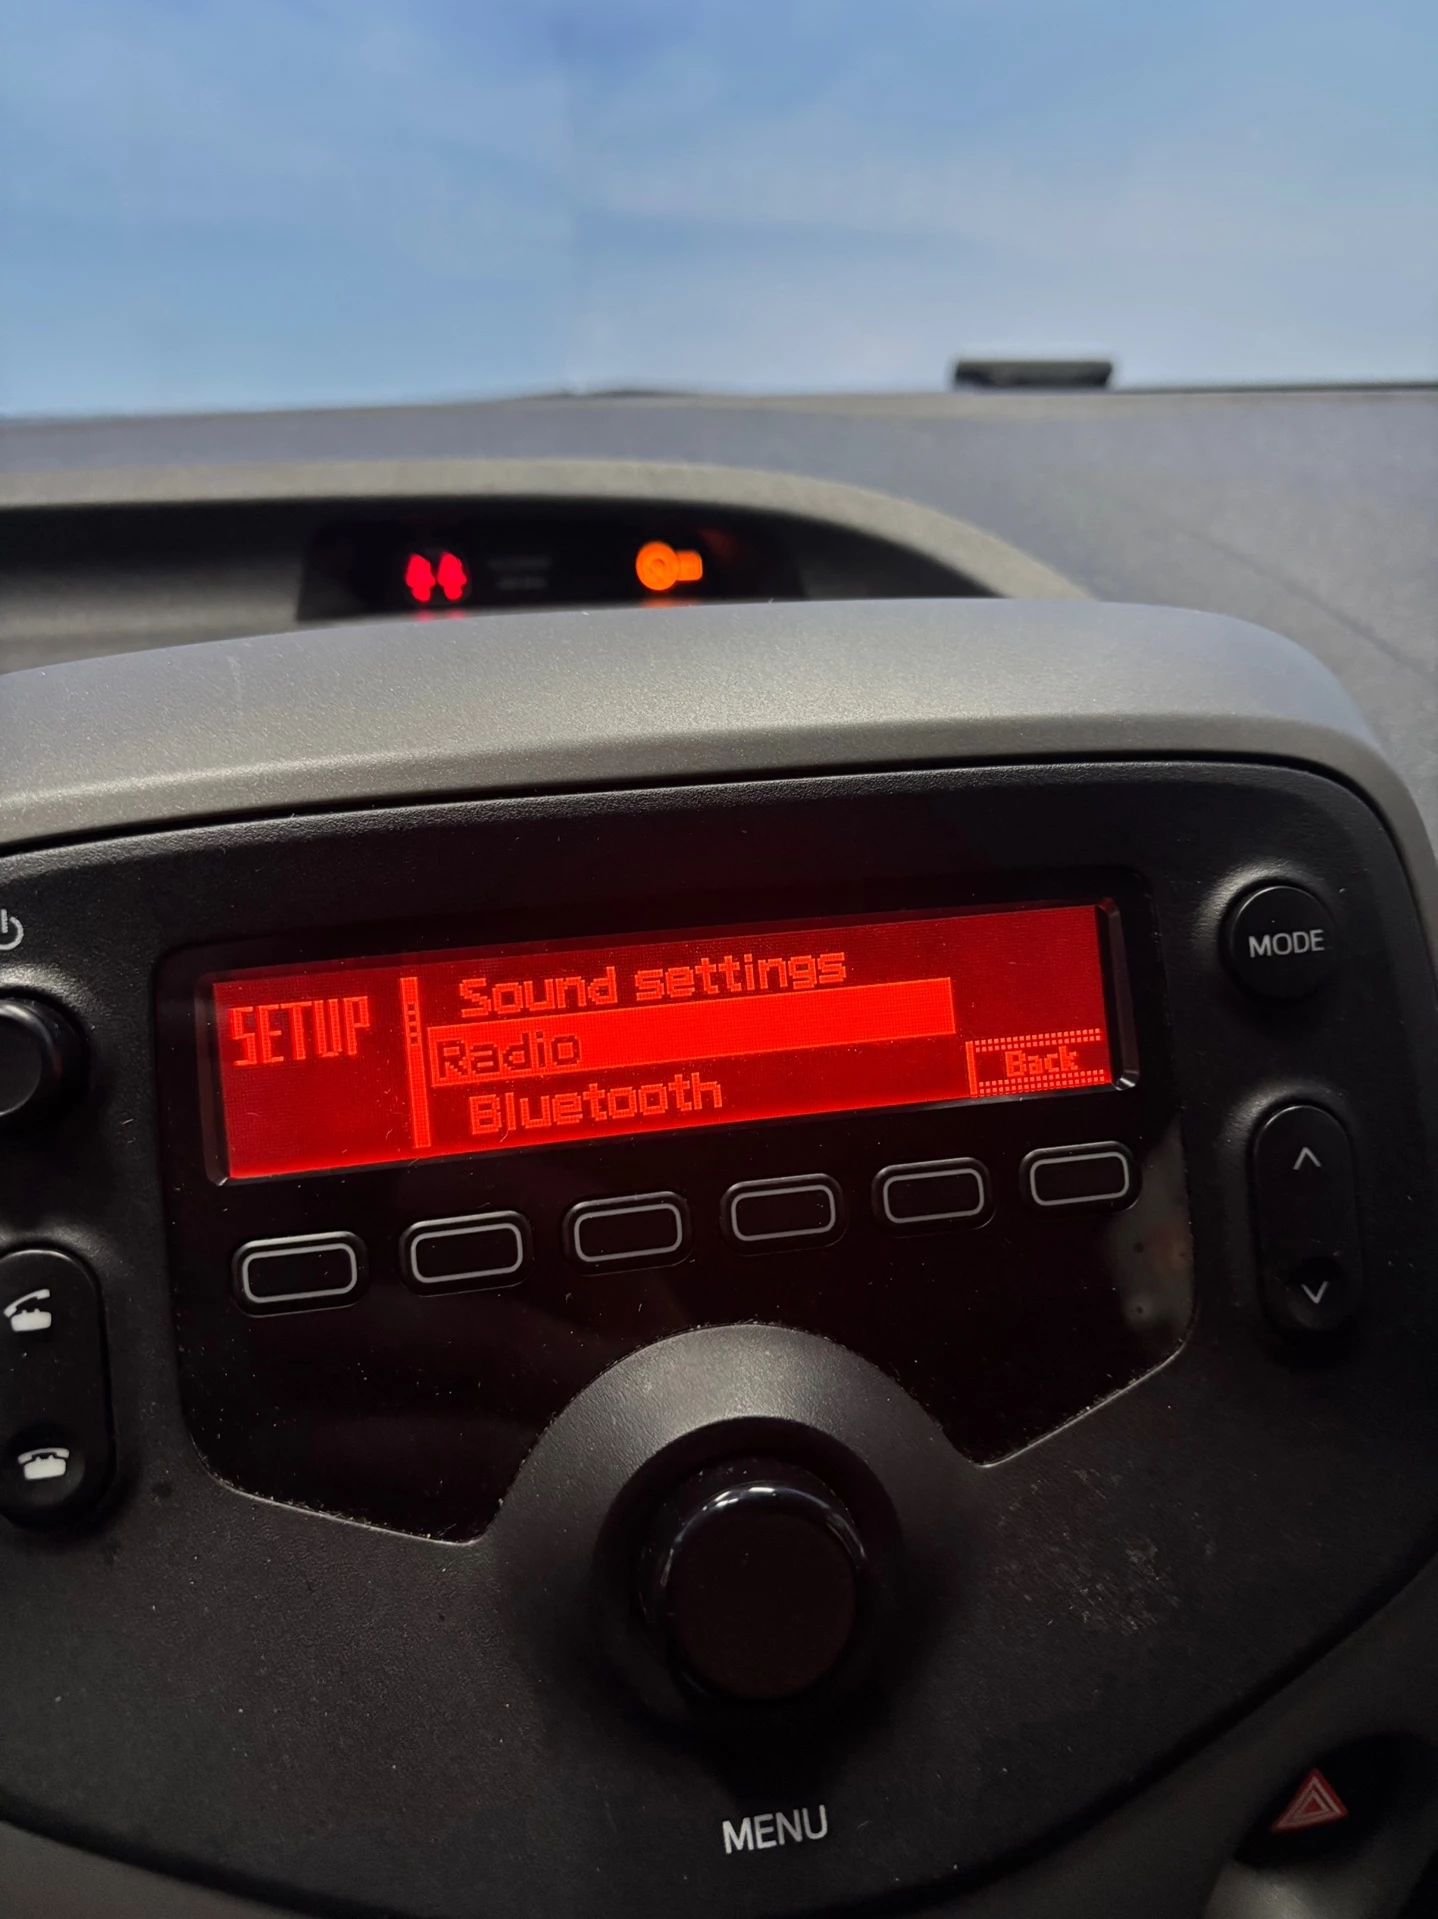 SETUP
Sound settings
Radio
Bluetooth
Back
MODE
MENU